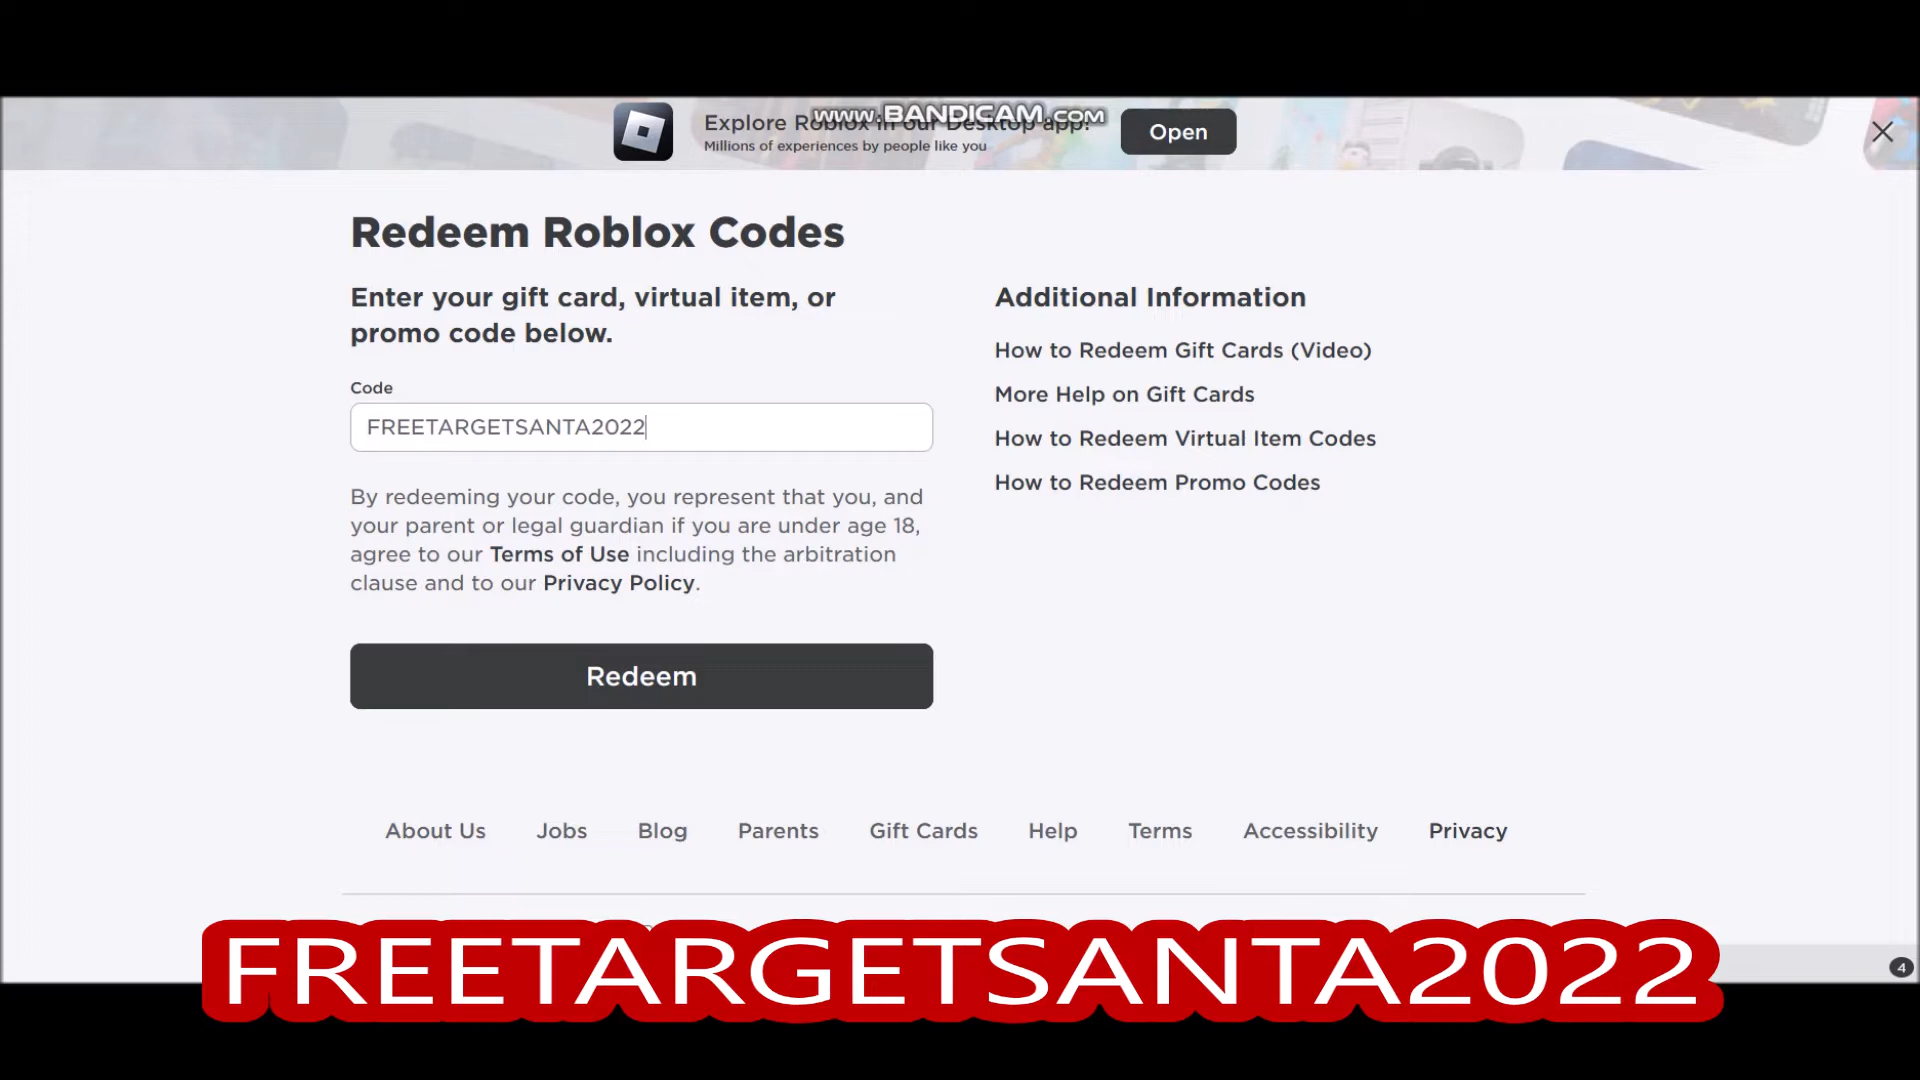 Explore Roblox in our Desktop app!
www.BANDICAM.COM
Millions of experiences by people like you
Open
Redeem Roblox Codes
Enter your gift card, virtual item, or
promo code below.
Code
FREETARGETSANTA2022
By redeeming your code, you represent that you, and
your parent or legal guardian if you are under age 18,
agree to our Terms of Use including the arbitration
clause and to our Privacy Policy.
Redeem
Additional Information
How to Redeem Gift Cards (Video)
More Help on Gift Cards
How to Redeem Virtual Item Codes
How to Redeem Promo Codes
About Us Jobs Blog Parents Gift Cards Help Terms Accessibility Privacy
4
FREETARGETSANTA2022